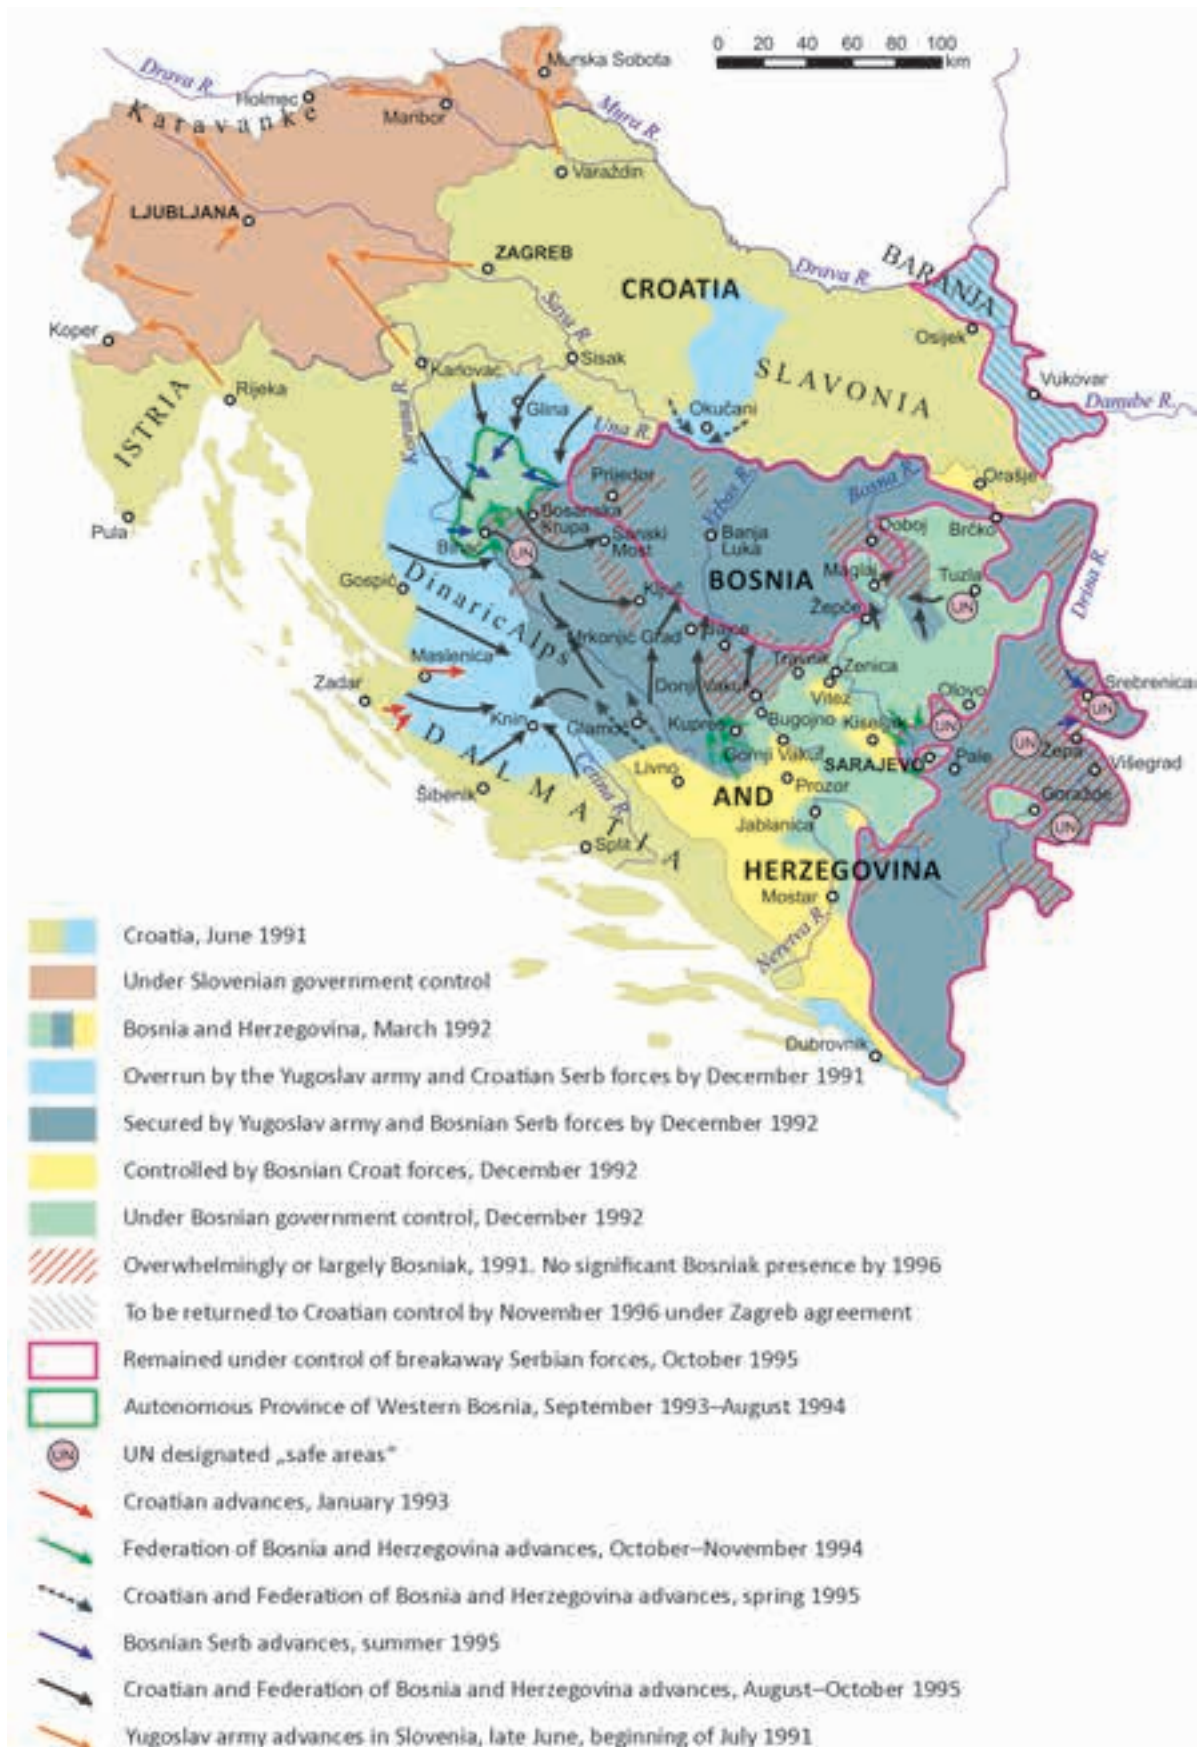 0 20 40 60 80 100
km
Murska Sobota
Drava R.
Holmec
Maribor
Mura R.
Karavanke
Varaždin
LJUBLJANA
ZAGREB
CROATIA
Drava R.
BARANJA
Sava R.
Koper
Osijek
Sisak
Karlovac
SLAVONIA
Vukovar
Rijeka
Danube R.
ISTRIA
Korana R.
Glina
Okučani
Una R.
Prijedor
Vrbas R.
Bosna R.
Orašje
Pula
Bosanska
Krupa
Sanski
Most
Banja
Luka
Doboj
Brčko
Bihać
UN
BOSNIA
Maglaj
Tuzla
UN
Drina R.
Gospić
Dinaric Alps
Ključ
Žepče
Mrkonjić Grad
Jajce
Maslenica
Travnik
Zenica
Zadar
Vitez
Srebrenica
Donji Vakuf
Olovo
UN
Knin
Glamoč
Kupres
Bugojno
Kiseljak
UN
UN
Žepa
Gornji Vakuf
SARAJEVO
Pale
Višegrad
Cetina R.
Livno
DALMATIA
Šibenik
AND
Prozor
Goražde
Jablanica
UN
Split
HERZEGOVINA
Mostar
Neretva R.
Dubrovnik
Croatia, June 1991
Under Slovenian government control
Bosnia and Herzegovina, March 1992
Overrun by the Yugoslav army and Croatian Serb forces by December 1991
Secured by Yugoslav army and Bosnian Serb forces by December 1992
Controlled by Bosnian Croat forces, December 1992
Under Bosnian government control, December 1992
Overwhelmingly or largely Bosniak, 1991. No significant Bosniak presence by 1996
To be returned to Croatian control by November 1996 under Zagreb agreement
Remained under control of breakaway Serbian forces, October 1995
Autonomous Province of Western Bosnia, September 1993–August 1994
UN UN designated „safe areas“
Croatian advances, January 1993
Federation of Bosnia and Herzegovina advances, October–November 1994
Croatian and Federation of Bosnia and Herzegovina advances, spring 1995
Bosnian Serb advances, summer 1995
Croatian and Federation of Bosnia and Herzegovina advances, August–October 1995
Yugoslav army advances in Slovenia, late June, beginning of July 1991